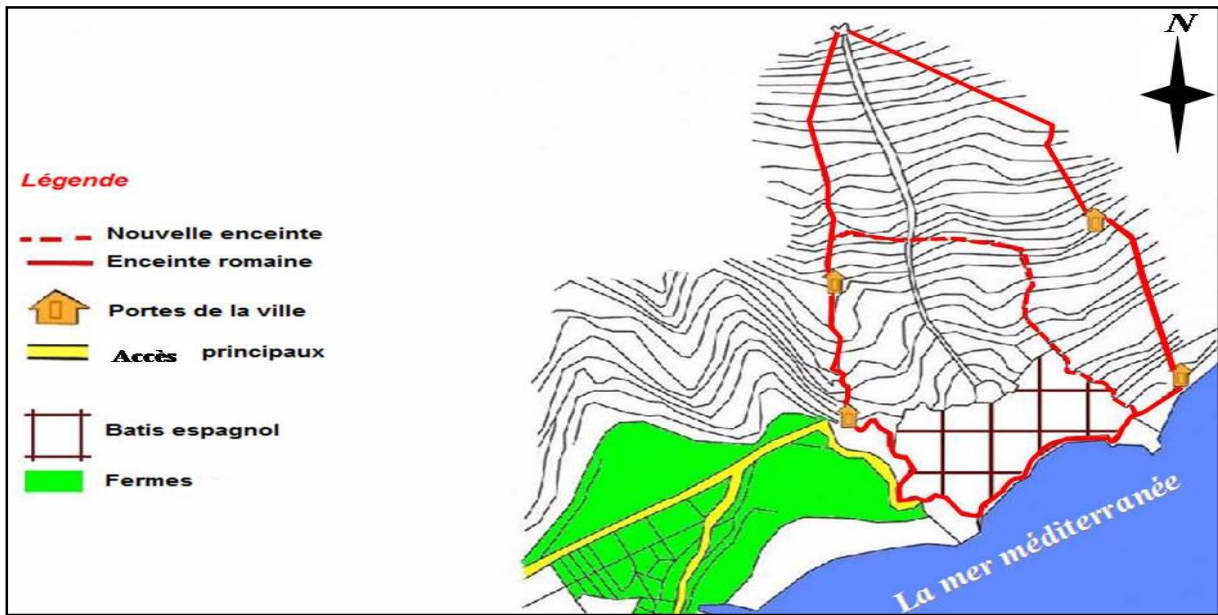 N
Légende
Nouvelle enceinte
Enceinte romaine
Portes de la ville
Accès principaux
Batis espagnol
Fermes
La mer méditerranée